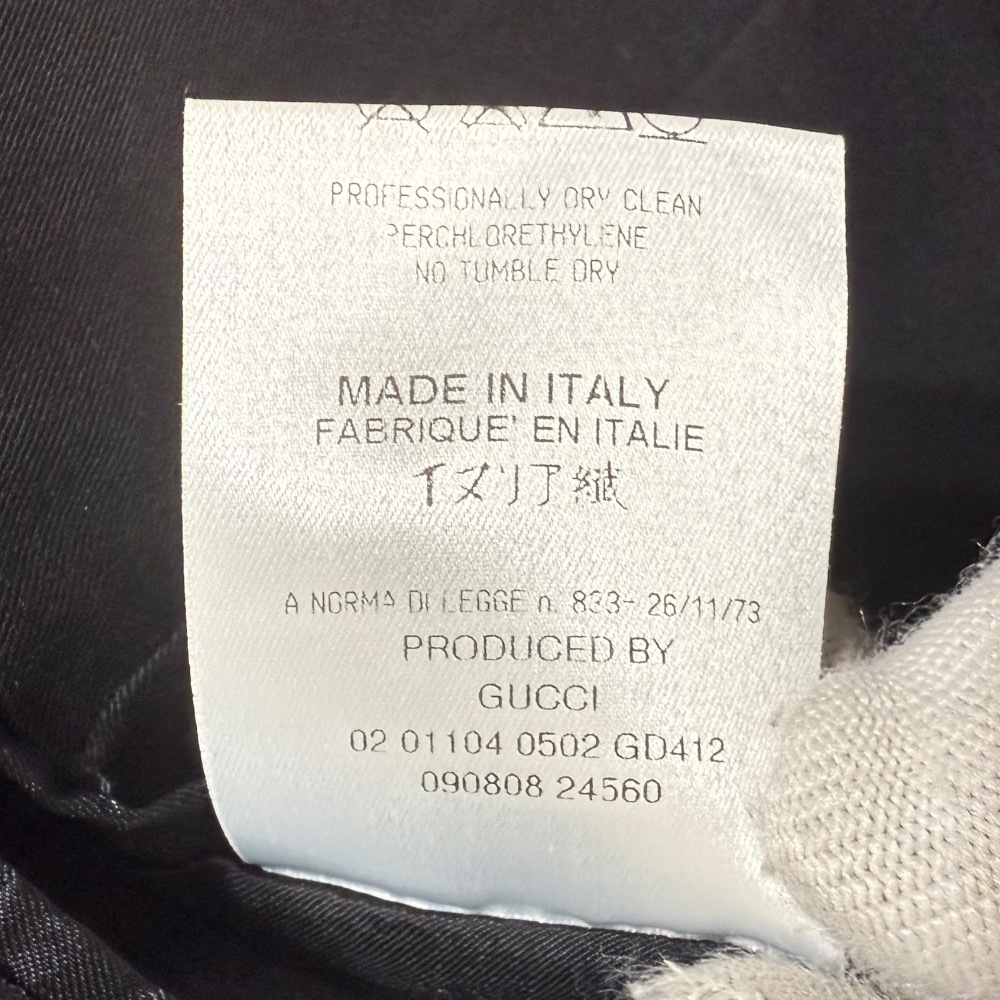 PROFESSIONALLY DRY CLEAN
PERCHLORETHYLENE
NO TUMBLE DRY
MADE IN ITALY
FABRIQUE' EN ITALIE
イタリア製
A NORMA DI LEGGE n. 833- 26/11/73
PRODUCED BY
GUCCI
02 01104 0502 GD412
090808 24560